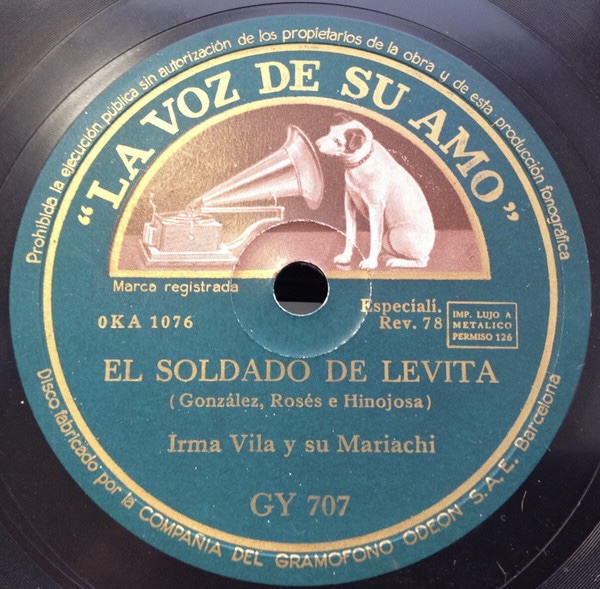 Prohibida la ejecución pública sin autorización de los propietarios de la obra y de esta producción fonográfica
"LA VOZ DE SU AMO"
Marca registrada
OKA 1076
Especiali.
Rev. 78
IMP. LUJO A
METALICO
PERMISO 126
EL SOLDADO DE LEVITA
(González, Rosés e Hinojosa)
Irma Vila y su Mariachi
GY 707
Disco fabricado por la COMPAÑIA DEL GRAMOFONO ODEON S.A.E. Barcelona